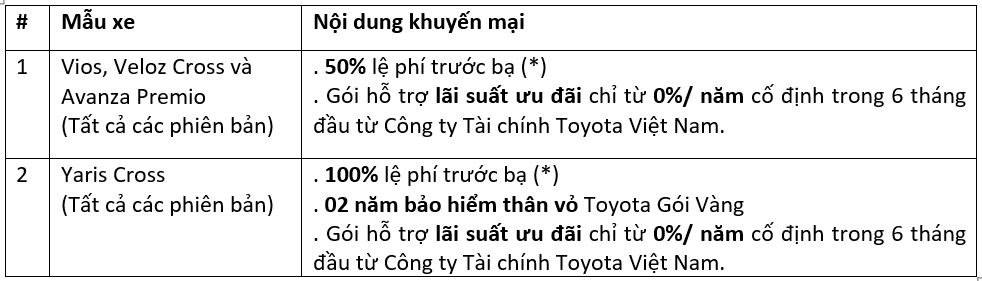 # Mẫu xe Nội dung khuyến mại
1 Vios, Veloz Cross và . 50% lệ phí trước bạ (*)
Avanza Premio . Gói hỗ trợ lãi suất ưu đãi chỉ từ 0%/ năm cố định trong 6 tháng
(Tất cả các phiên bản) đầu từ Công ty Tài chính Toyota Việt Nam.
2 Yaris Cross . 100% lệ phí trước bạ (*)
(Tất cả các phiên bản) . 02 năm bảo hiểm thân vỏ Toyota Gói Vàng
. Gói hỗ trợ lãi suất ưu đãi chỉ từ 0%/ năm cố định trong 6 tháng
đầu từ Công ty Tài chính Toyota Việt Nam.